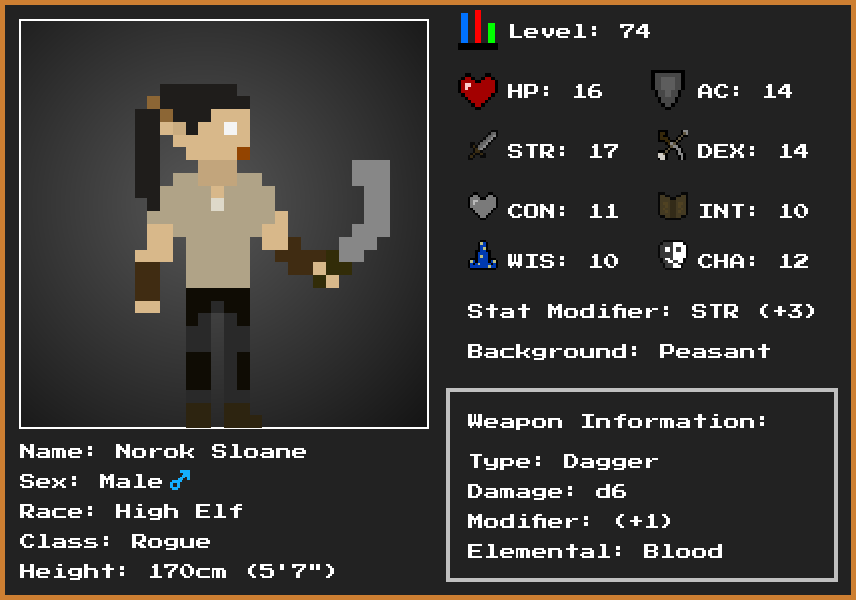 Level: 74
HP: 16 AC: 14
STR: 17 DEX: 14
CON: 11 INT: 10
WIS: 10 CHA: 12
Stat Modifier: STR (+3)
Background: Peasant
Name: Norok Sloane
Sex: Male ♂
Race: High Elf
Class: Rogue
Height: 170cm (5'7")
Weapon Information:
Type: Dagger
Damage: d6
Modifier: (+1)
Elemental: Blood